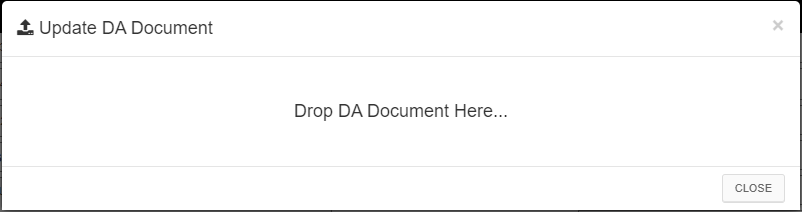 Update DA Document
×
Drop DA Document Here...
CLOSE